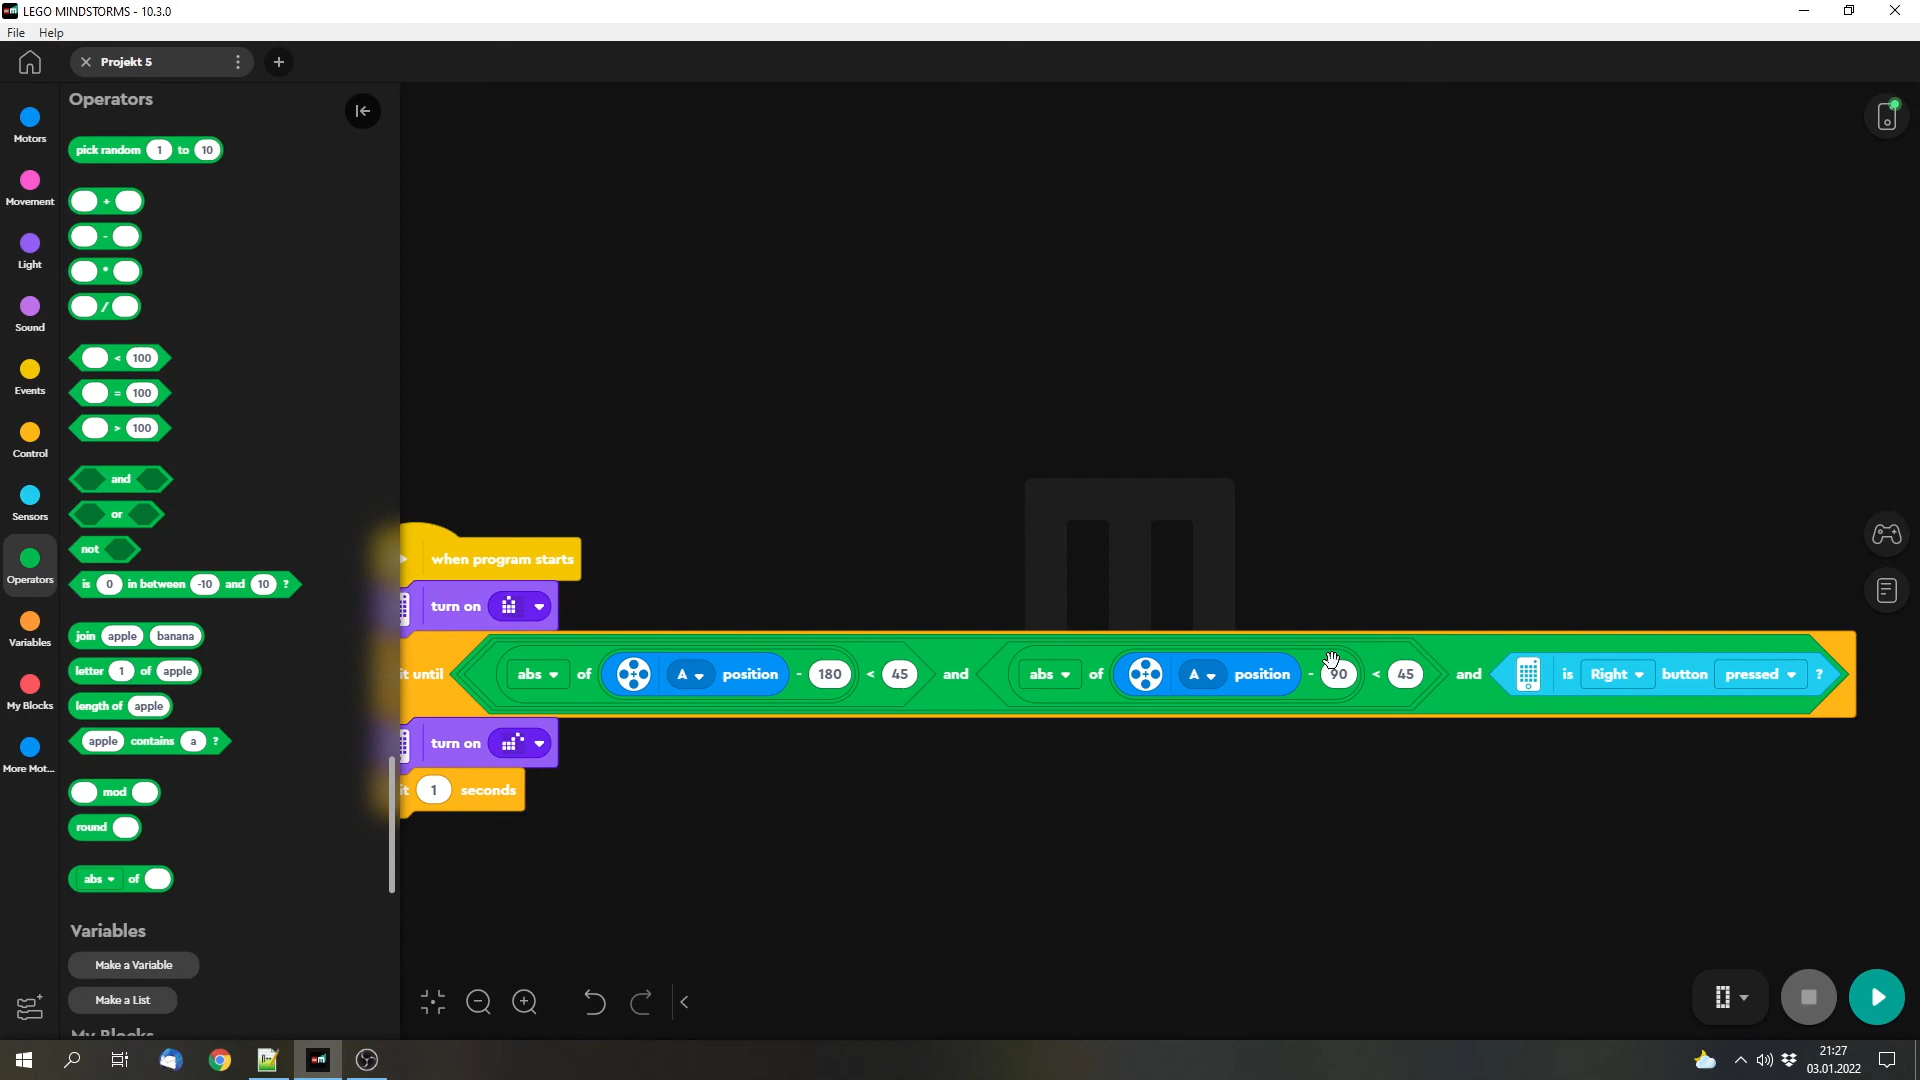 LEGO MINDSTORMS - 10.3.0
File Help
Projekt 5
Motors
Movement
Light
Sound
Events
Control
Sensors
Operators
Variables
My Blocks
More Mot...
Operators
pick random 1 to 10
+
-
*
/
< 100
= 100
> 100
and
or
not
is 0 in between -10 and 10 ?
join apple banana
letter 1 of apple
length of apple
apple contains a ?
mod
round
abs of
Variables
Make a Variable
Make a List
My Blocks
when program starts
turn on
it until abs of A position - 180 < 45 and abs of A position - 90 < 45 and is Right button pressed ?
turn on
it 1 seconds
21:27
03.01.2022